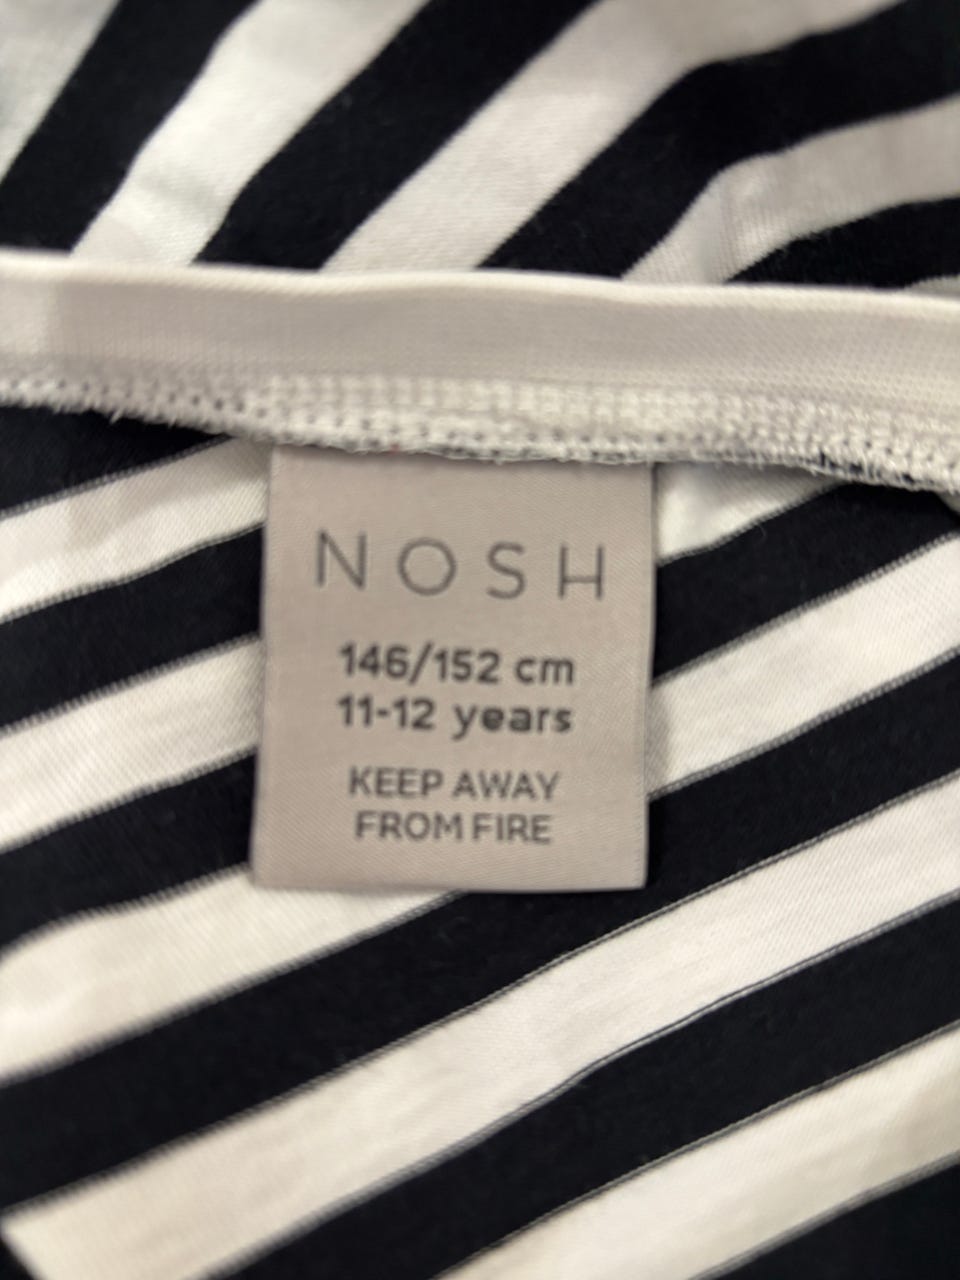 NOSH
146/152 cm
11-12 years
KEEP AWAY
FROM FIRE